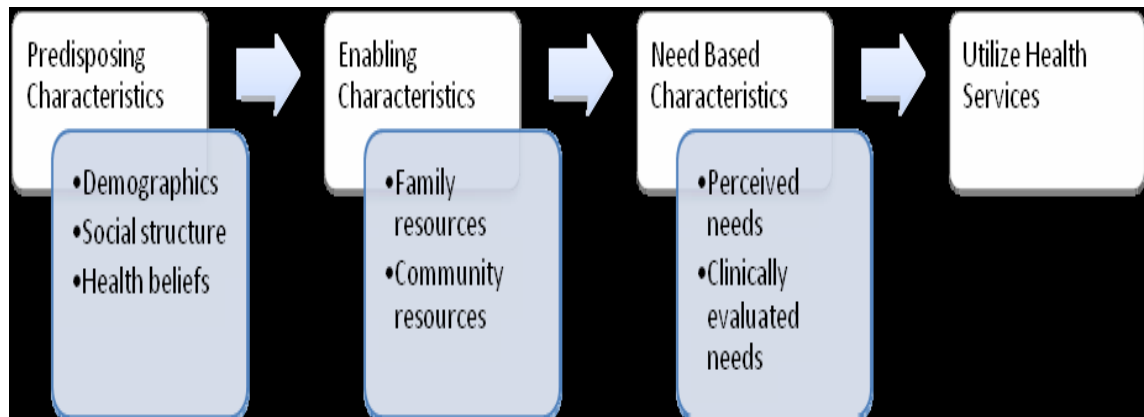 Predisposing
Characteristics
•Demographics
•Social structure
•Health beliefs
Enabling
Characteristics
•Family
resources
•Community
resources
Need Based
Characteristics
•Perceived
needs
•Clinically
evaluated
needs
Utilize Health
Services